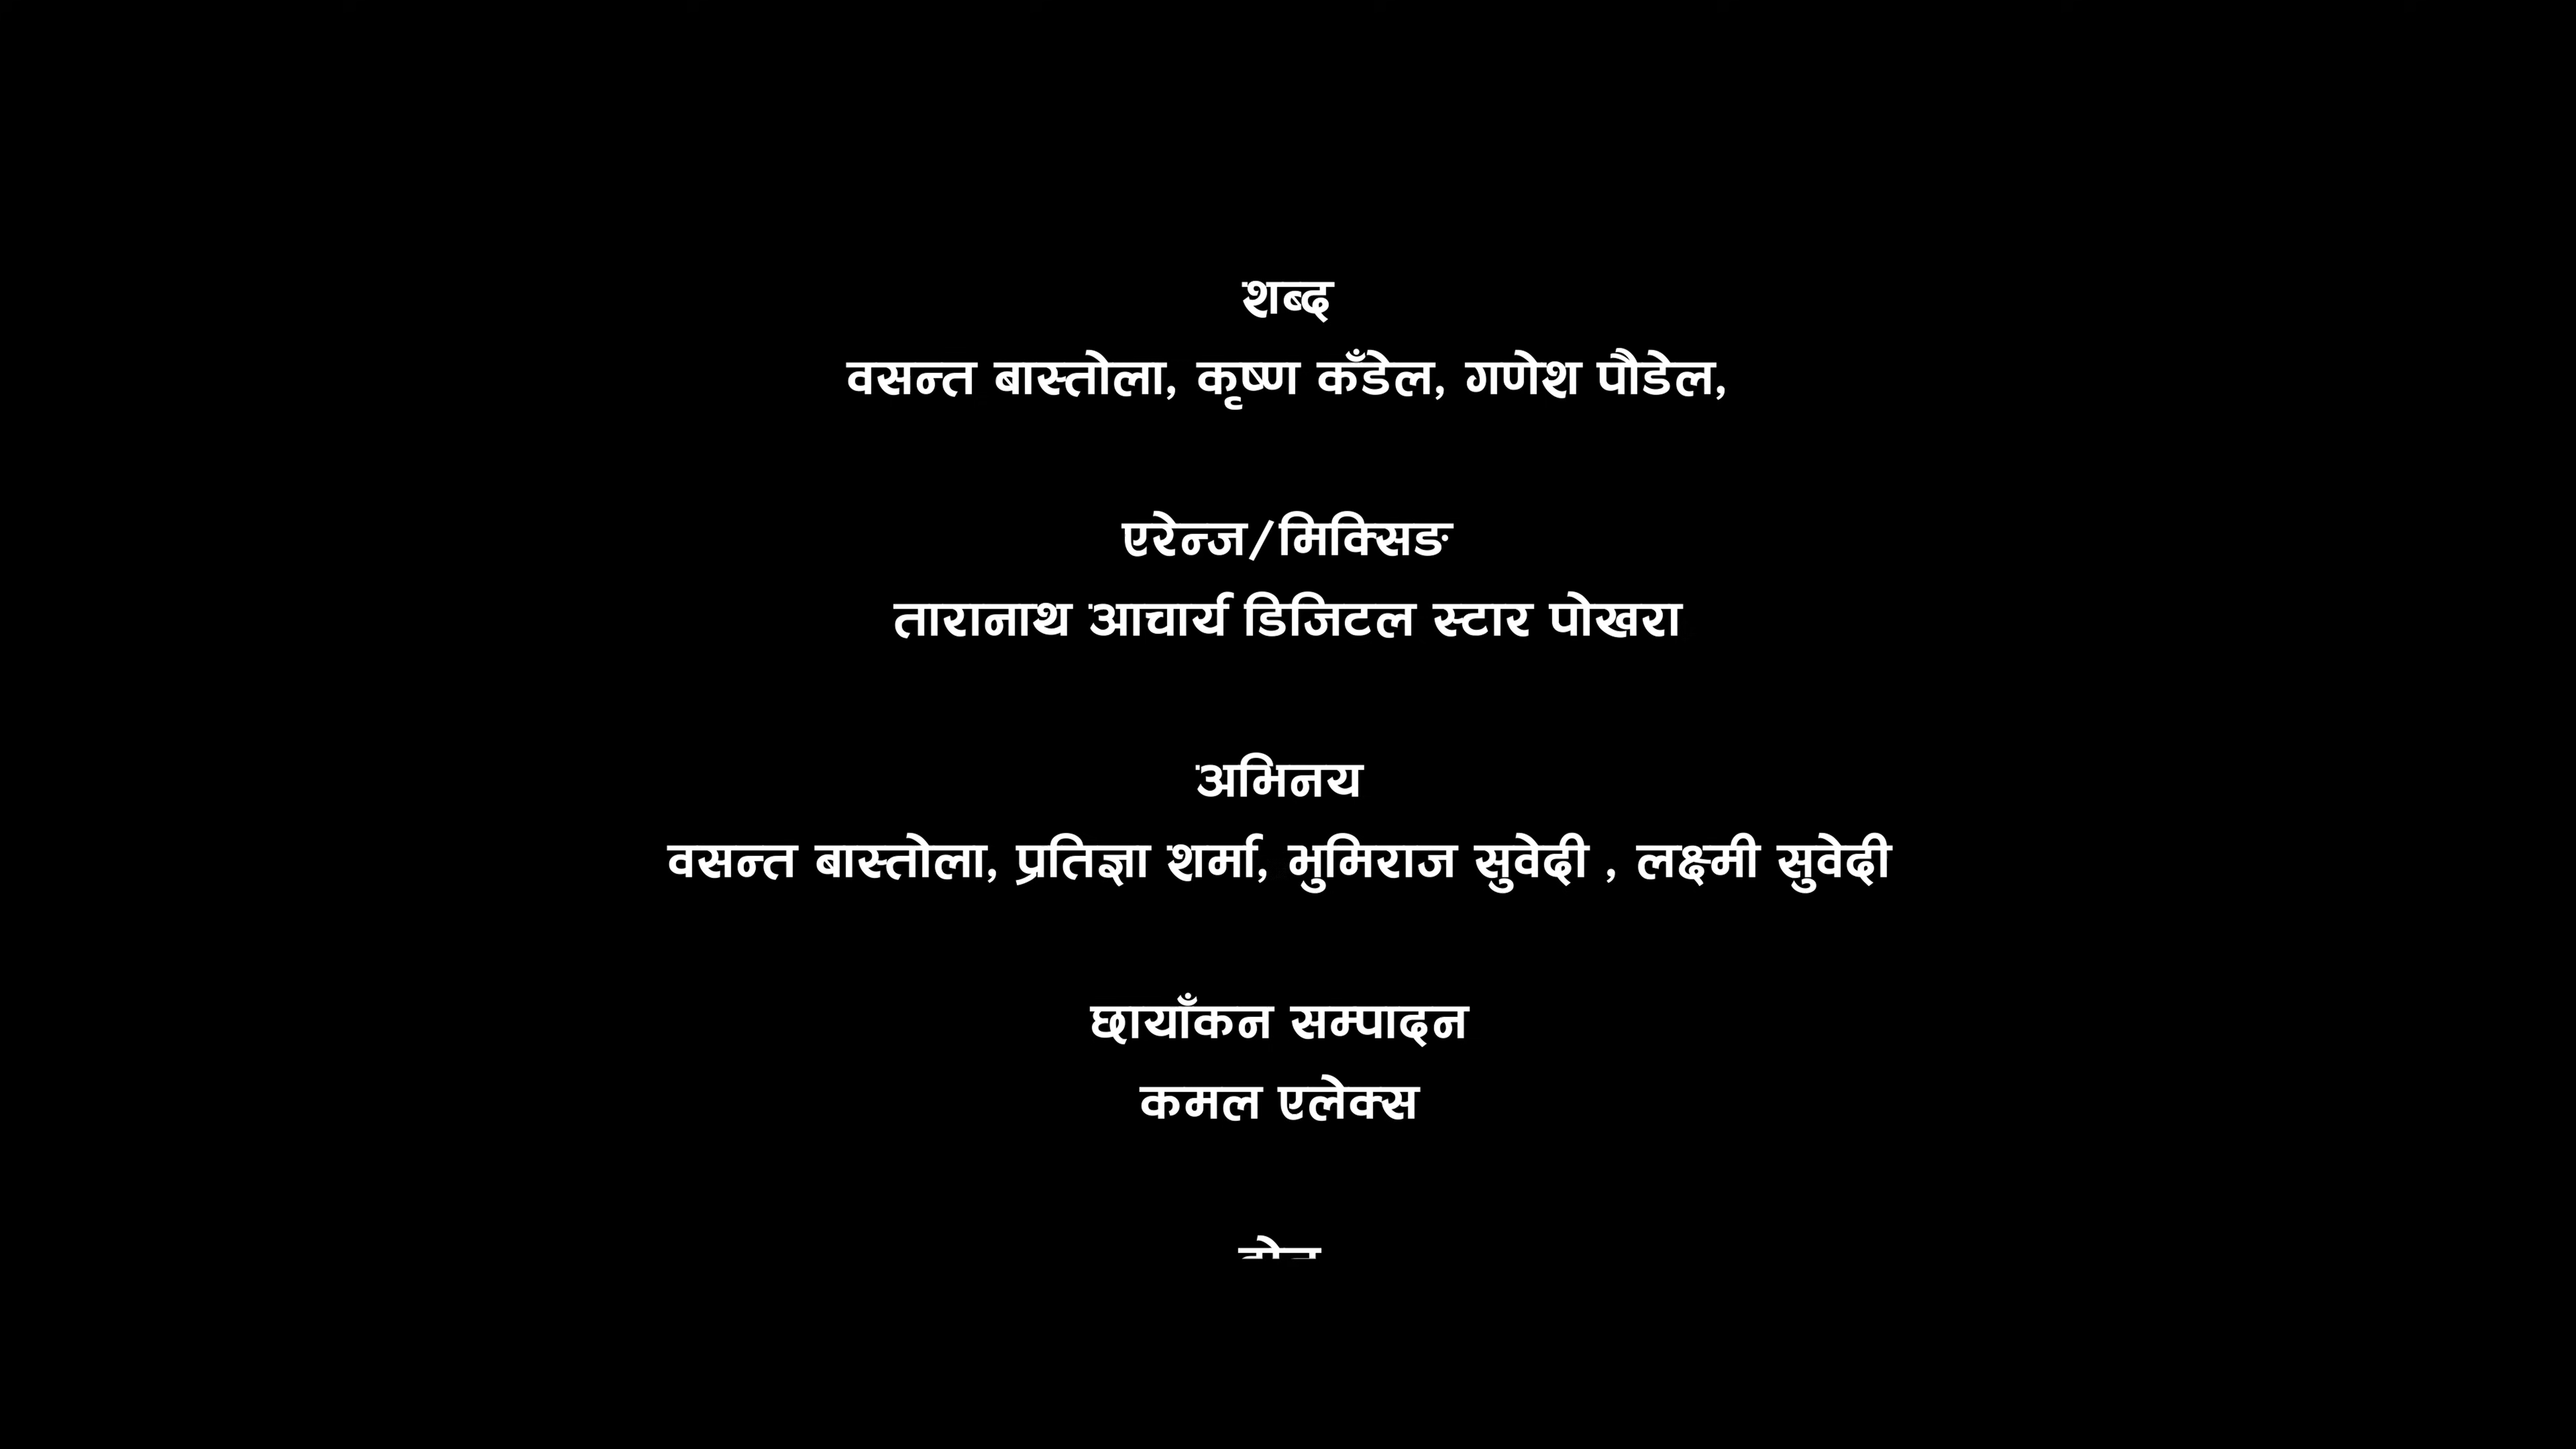 शब्द
वसन्त बास्तोला, कृष्ण कँडेल, गणेश पौडेल,
एरेन्ज/मिक्सिङ
तारानाथ आचार्य डिजिटल स्टार पोखरा
अभिनय
वसन्त बास्तोला, प्रतिज्ञा शर्मा, भुमिराज सुवेदी , लक्ष्मी सुवेदी
छायाँकन सम्पादन
कमल एलेक्स